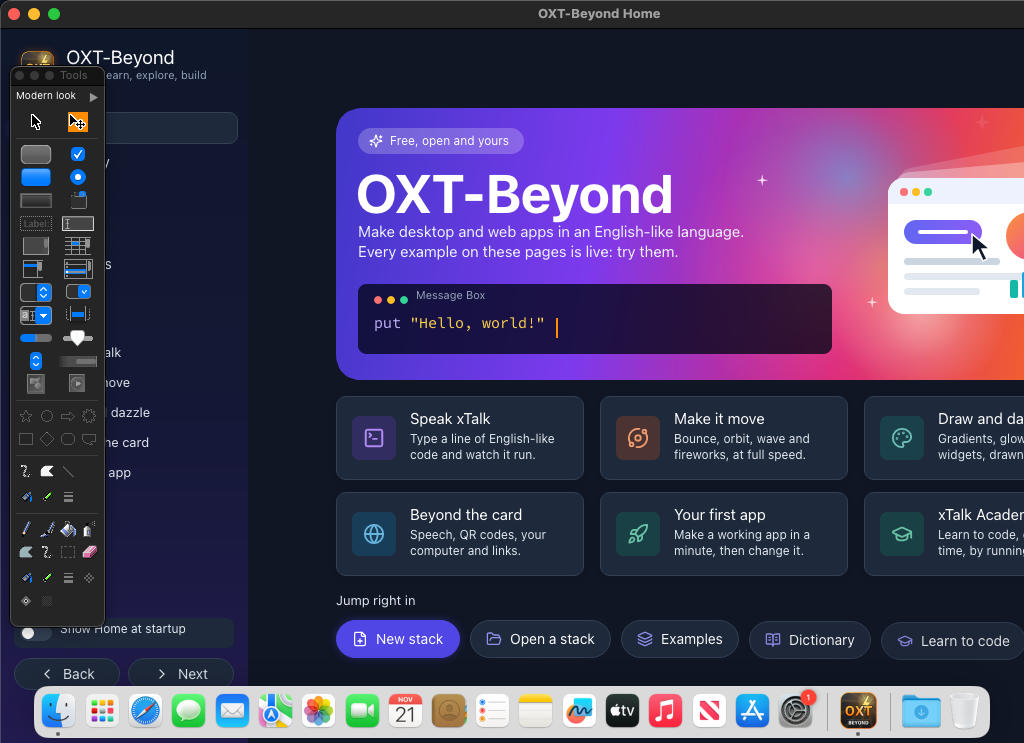 OXT-Beyond Home
OXT-Beyond
earn, explore, build
Tools
Modern look
Label:
alk
nove
dazzle
he card
app
Show Home at startup
Back
Next
Free, open and yours
OXT-Beyond
Make desktop and web apps in an English-like language.
Every example on these pages is live: try them.
Message Box
put "Hello, world!"
Speak xTalk
Type a line of English-like
code and watch it run.
Make it move
Bounce, orbit, wave and
fireworks, at full speed.
Draw and da
Gradients, glow
widgets, drawn
Beyond the card
Speech, QR codes, your
computer and links.
Your first app
Make a working app in a
minute, then change it.
xTalk Acader
Learn to code,
time, by running
Jump right in
New stack
Open a stack
Examples
Dictionary
Learn to code
NOV
21
tv
1
OXT
BEYOND